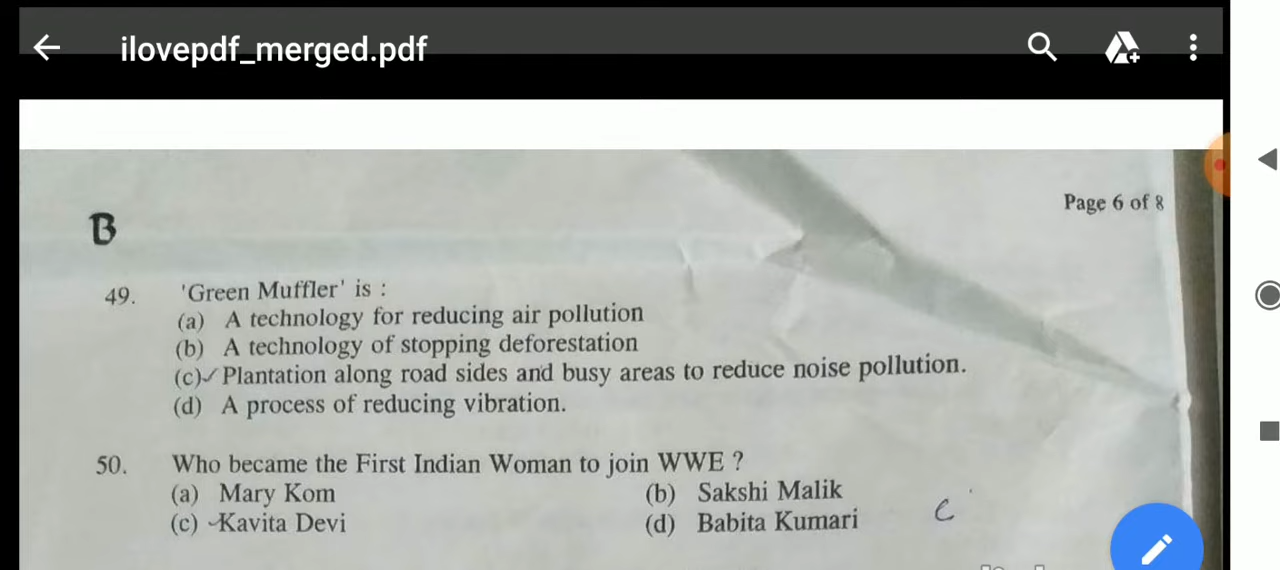 ilovepdf_merged.pdf
Page 6 of 8
B
49. 'Green Muffler' is :
(a) A technology for reducing air pollution
(b) A technology of stopping deforestation
(c)✓ Plantation along road sides and busy areas to reduce noise pollution.
(d) A process of reducing vibration.
50. Who became the First Indian Woman to join WWE ?
(a) Mary Kom (b) Sakshi Malik
(c) Kavita Devi (d) Babita Kumari
c